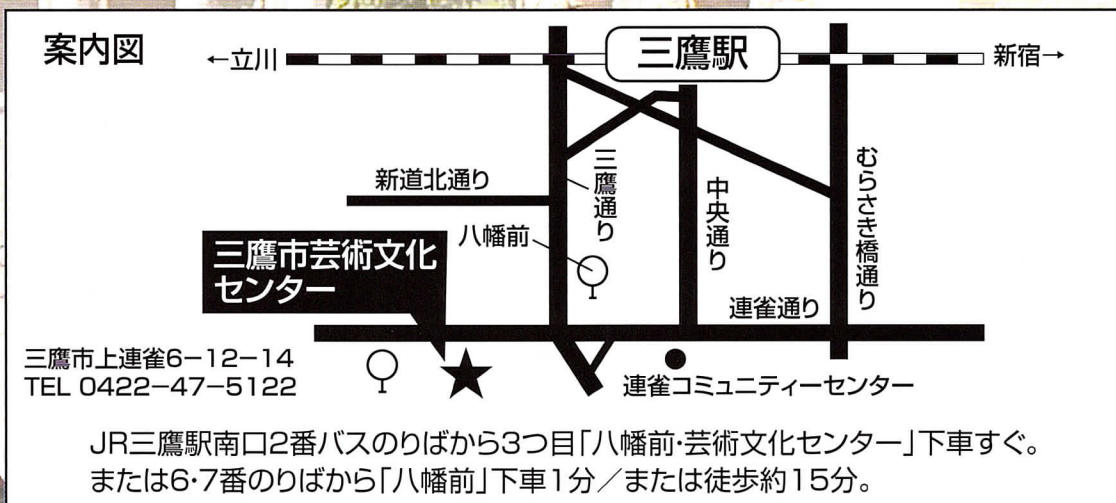 案内図
←立川
三鷹駅
新宿→
新道北通り
三鷹通り
中央通り
むらさき橋通り
八幡前
三鷹市芸術文化
センター
連雀通り
三鷹市上連雀6−12−14
TEL 0422−47−5122
連雀コミュニティーセンター
JR三鷹駅南口2番バスのりばから3つ目「八幡前・芸術文化センター」下車すぐ。
または6・7番のりばから「八幡前」下車1分／または徒歩約15分。